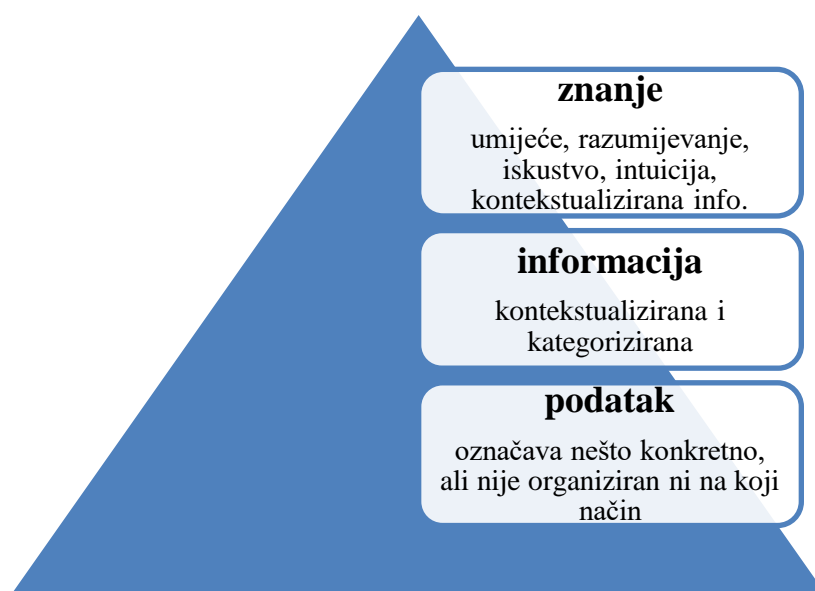 znanje
umijeće, razumijevanje,
iskustvo, intuicija,
kontekstualizirana info.
informacija
kontekstualizirana i
kategorizirana
podatak
označava nešto konkretno,
ali nije organiziran ni na koji
način